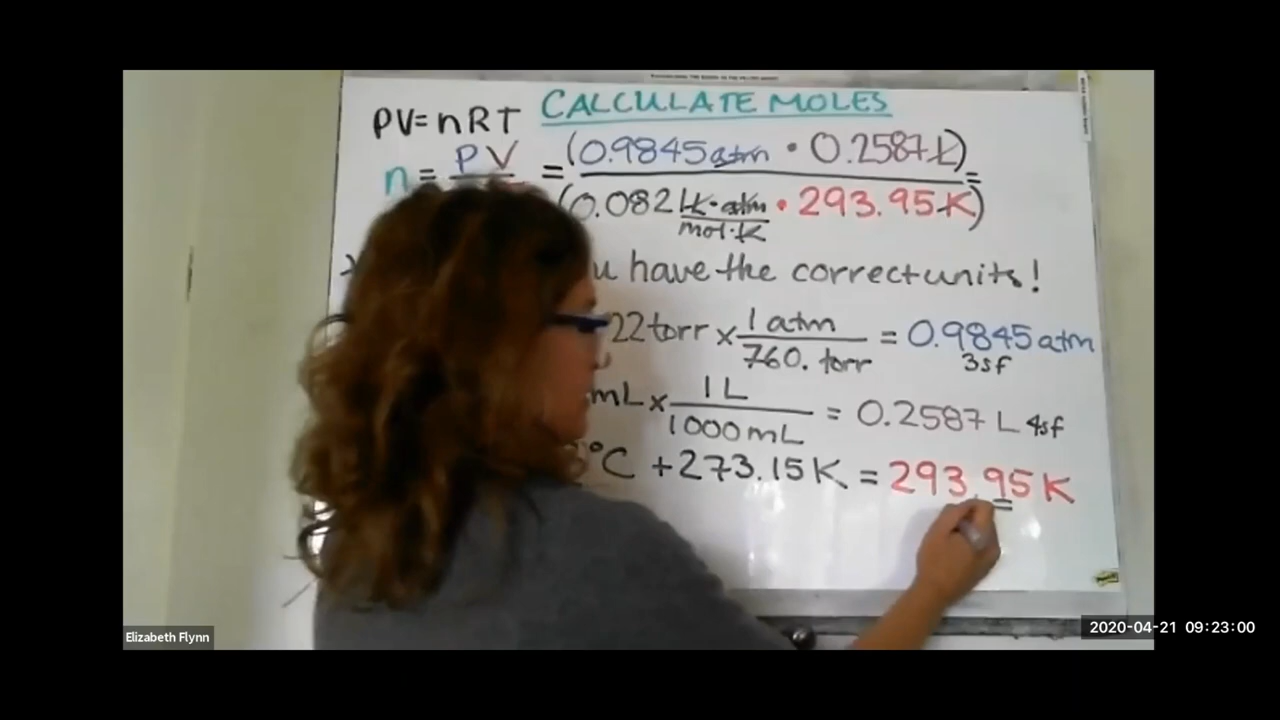 CALCULATE MOLES
PV=nRT
n = PV = (0.9845 atm • 0.2587 L) =
(0.0821 L•atm • 293.95 K)
mol•K
u have the correct units!
22 torr x 1 atm = 0.9845 atm
760. torr 3sf
mL x 1 L = 0.2587 L 4sf
1000 mL
°C + 273.15 K = 293.95 K
Elizabeth Flynn
2020-04-21 09:23:00